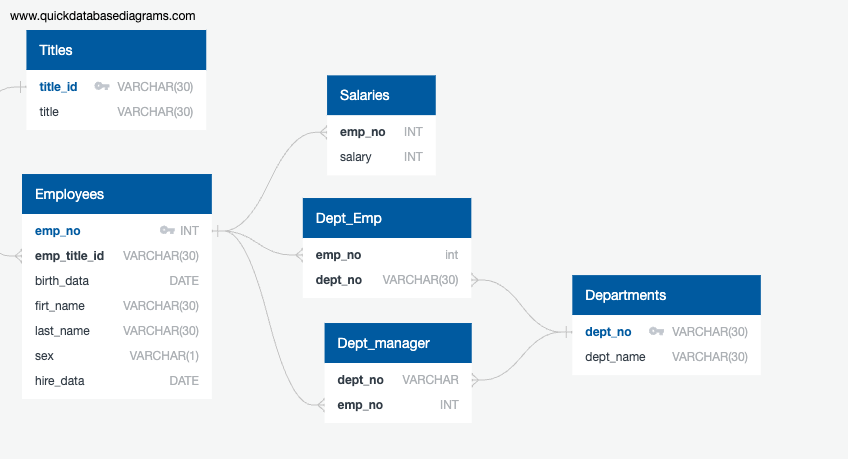 www.quickdatabasediagrams.com
Titles
title_id VARCHAR(30)
title VARCHAR(30)
Salaries
emp_no INT
salary INT
Employees
emp_no INT
emp_title_id VARCHAR(30)
birth_data DATE
firt_name VARCHAR(30)
last_name VARCHAR(30)
sex VARCHAR(1)
hire_data DATE
Dept_Emp
emp_no int
dept_no VARCHAR(30)
Dept_manager
dept_no VARCHAR
emp_no INT
Departments
dept_no VARCHAR(30)
dept_name VARCHAR(30)